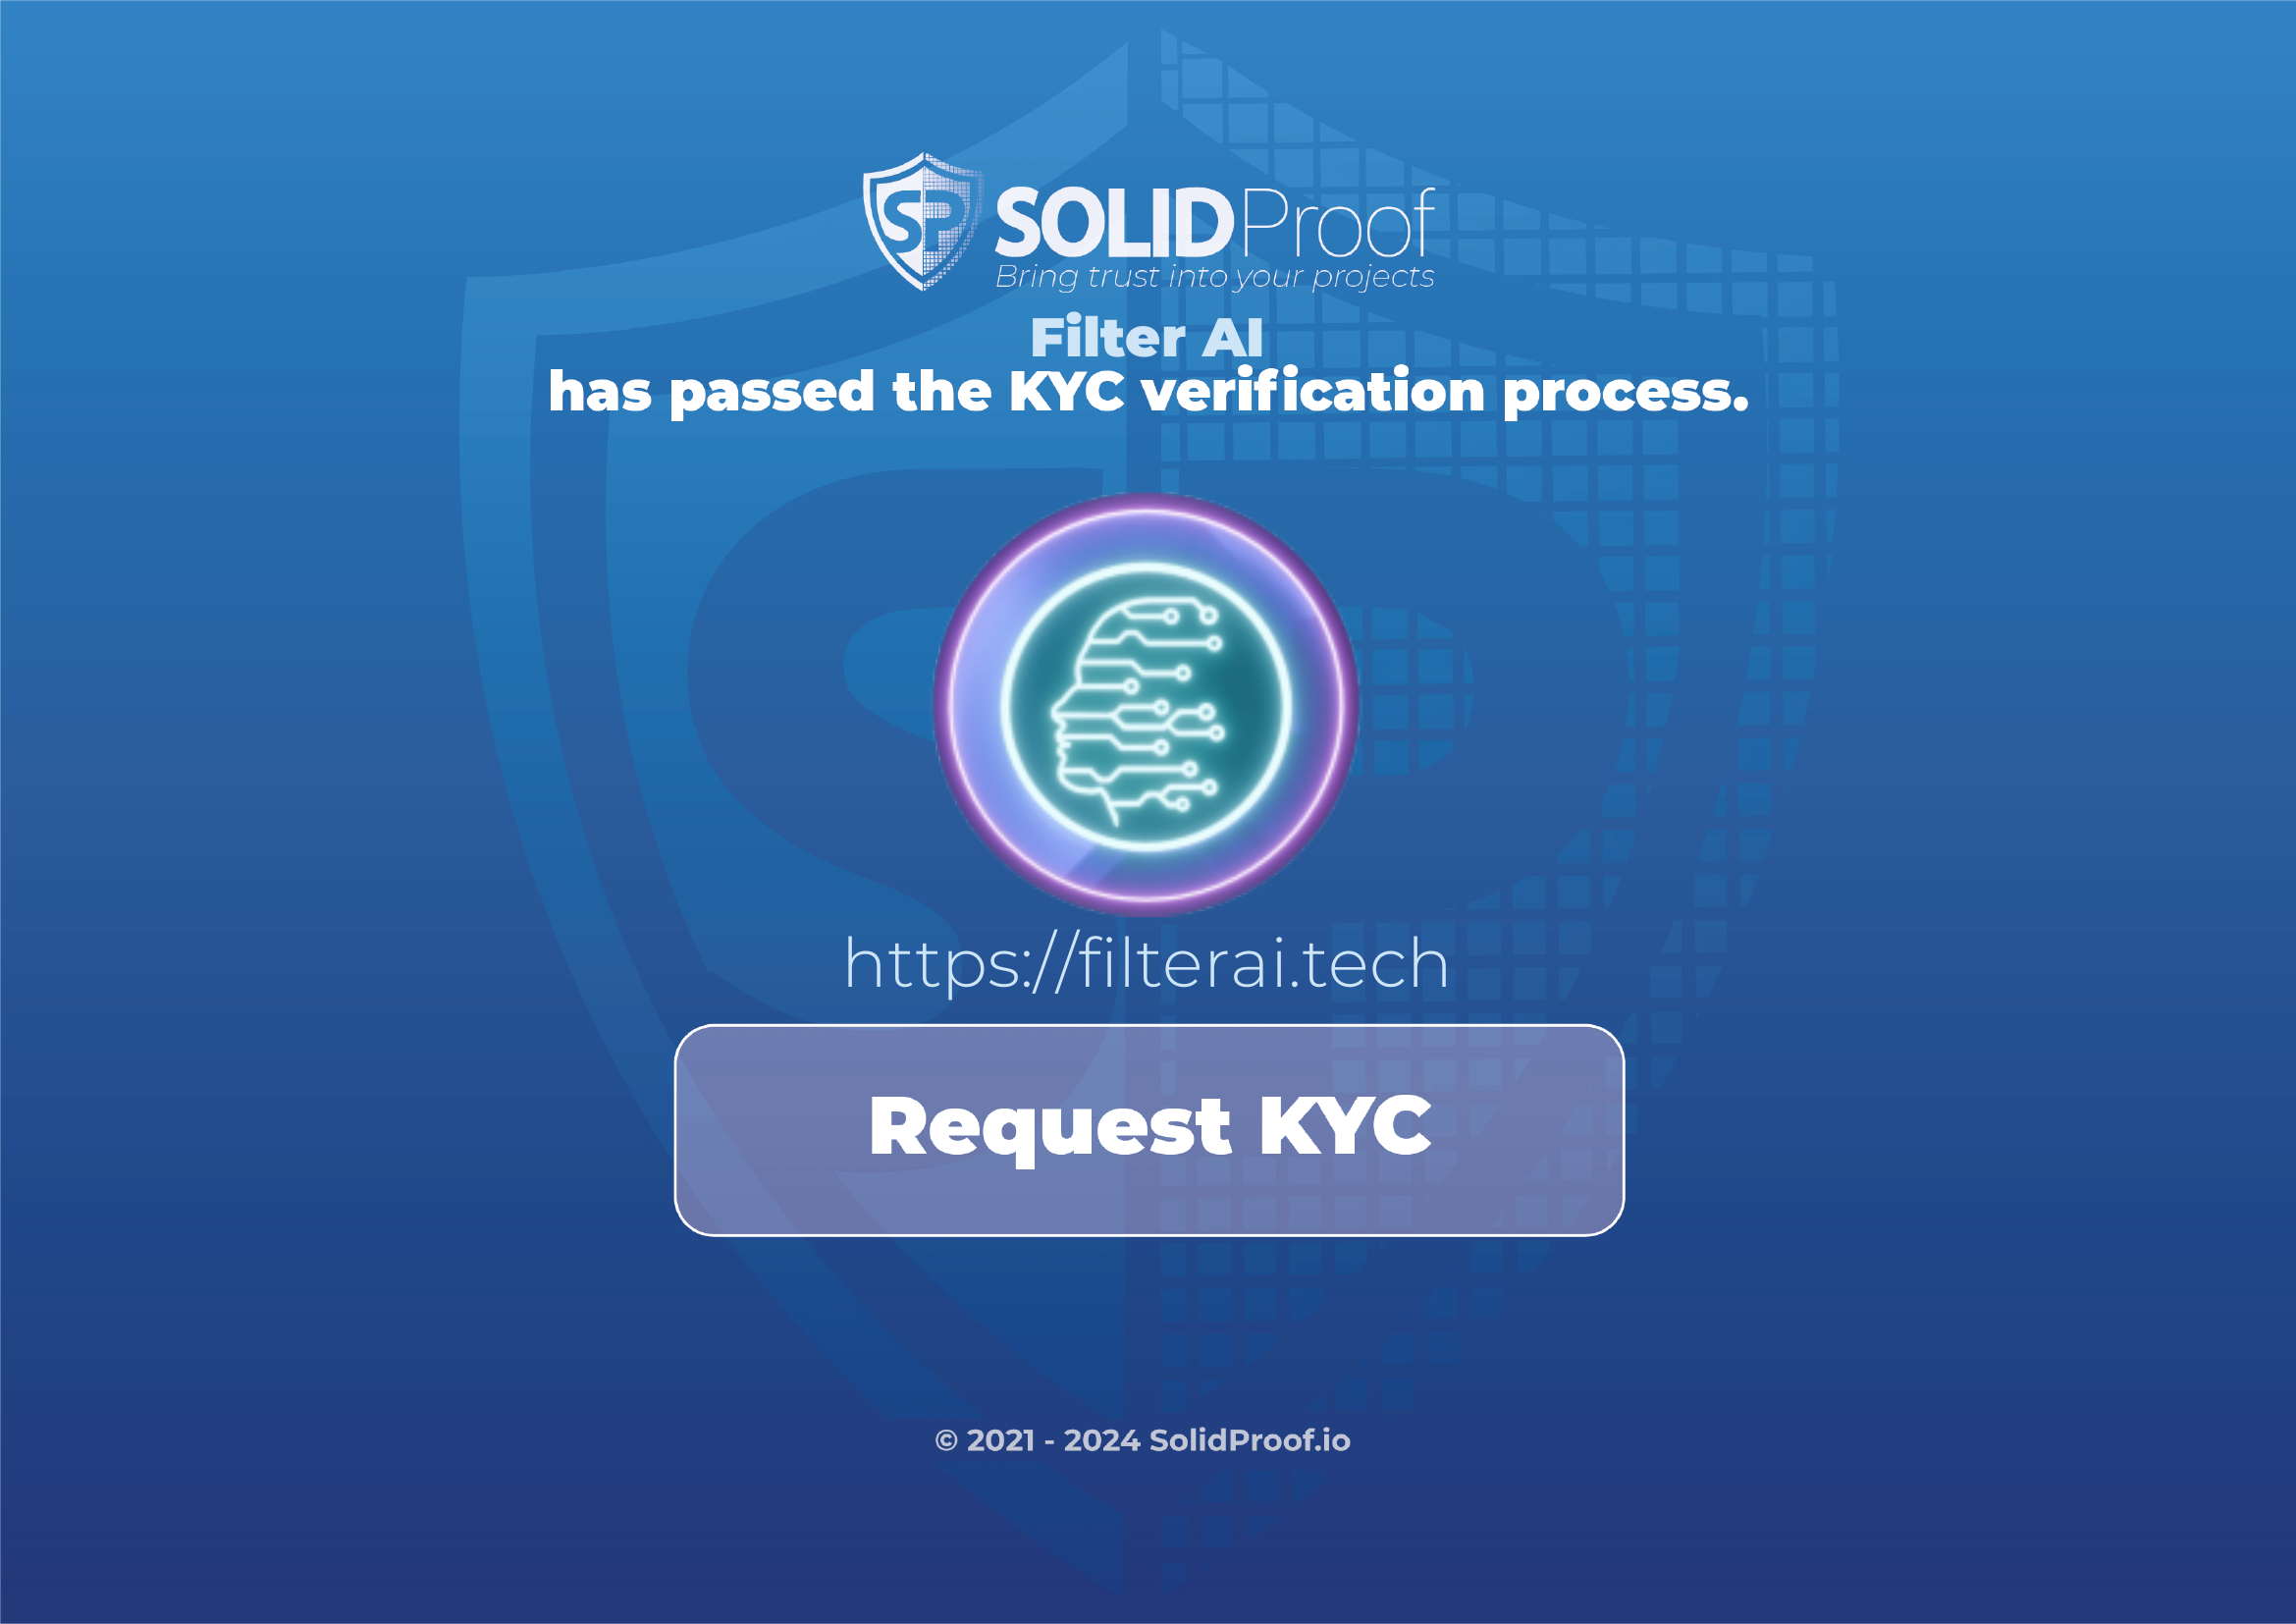 SP
SOLIDProof
Bring trust into your projects
Filter AI
has passed the KYC verification process.
https://filterai.tech
Request KYC
© 2021 - 2024 SolidProof.io